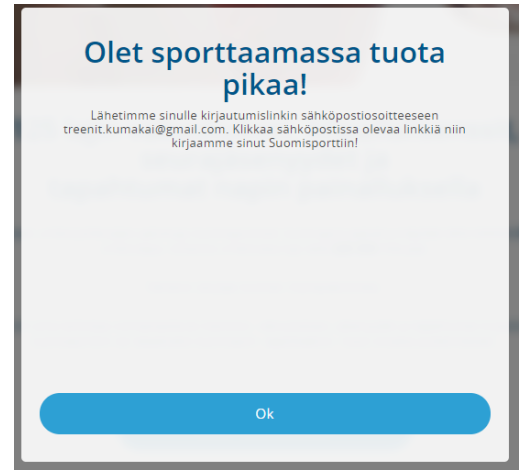 Olet sporttaamassa tuota
pikaa!
Lähetimme sinulle kirjautumislinkin sähköpostiosoitteeseen
treenit.kumakai@gmail.com. Klikkaa sähköpostissa olevaa linkkiä niin
kirjaamme sinut Suomisporttiin!
Ok